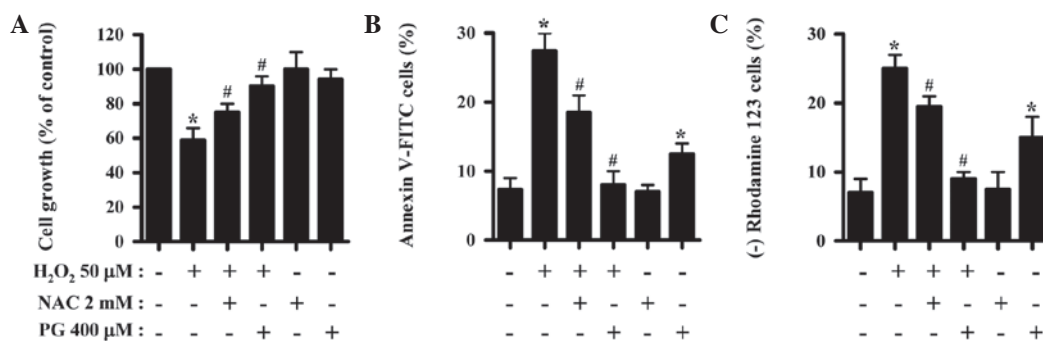 A
Cell growth (% of control)
120
100
80
60
40
20
0
* # #
B
Annexin V-FITC cells (%)
30
20
10
0
* # # *
C
(-) Rhodamine 123 cells (%)
30
20
10
0
* # # *
H₂O₂ 50 μM : - + + + - - - + + + - - - + + + - -
NAC 2 mM : - - + - + - - - + - + - - - + - + -
PG 400 μM : - - - + - + - - - + - + - - - + - +